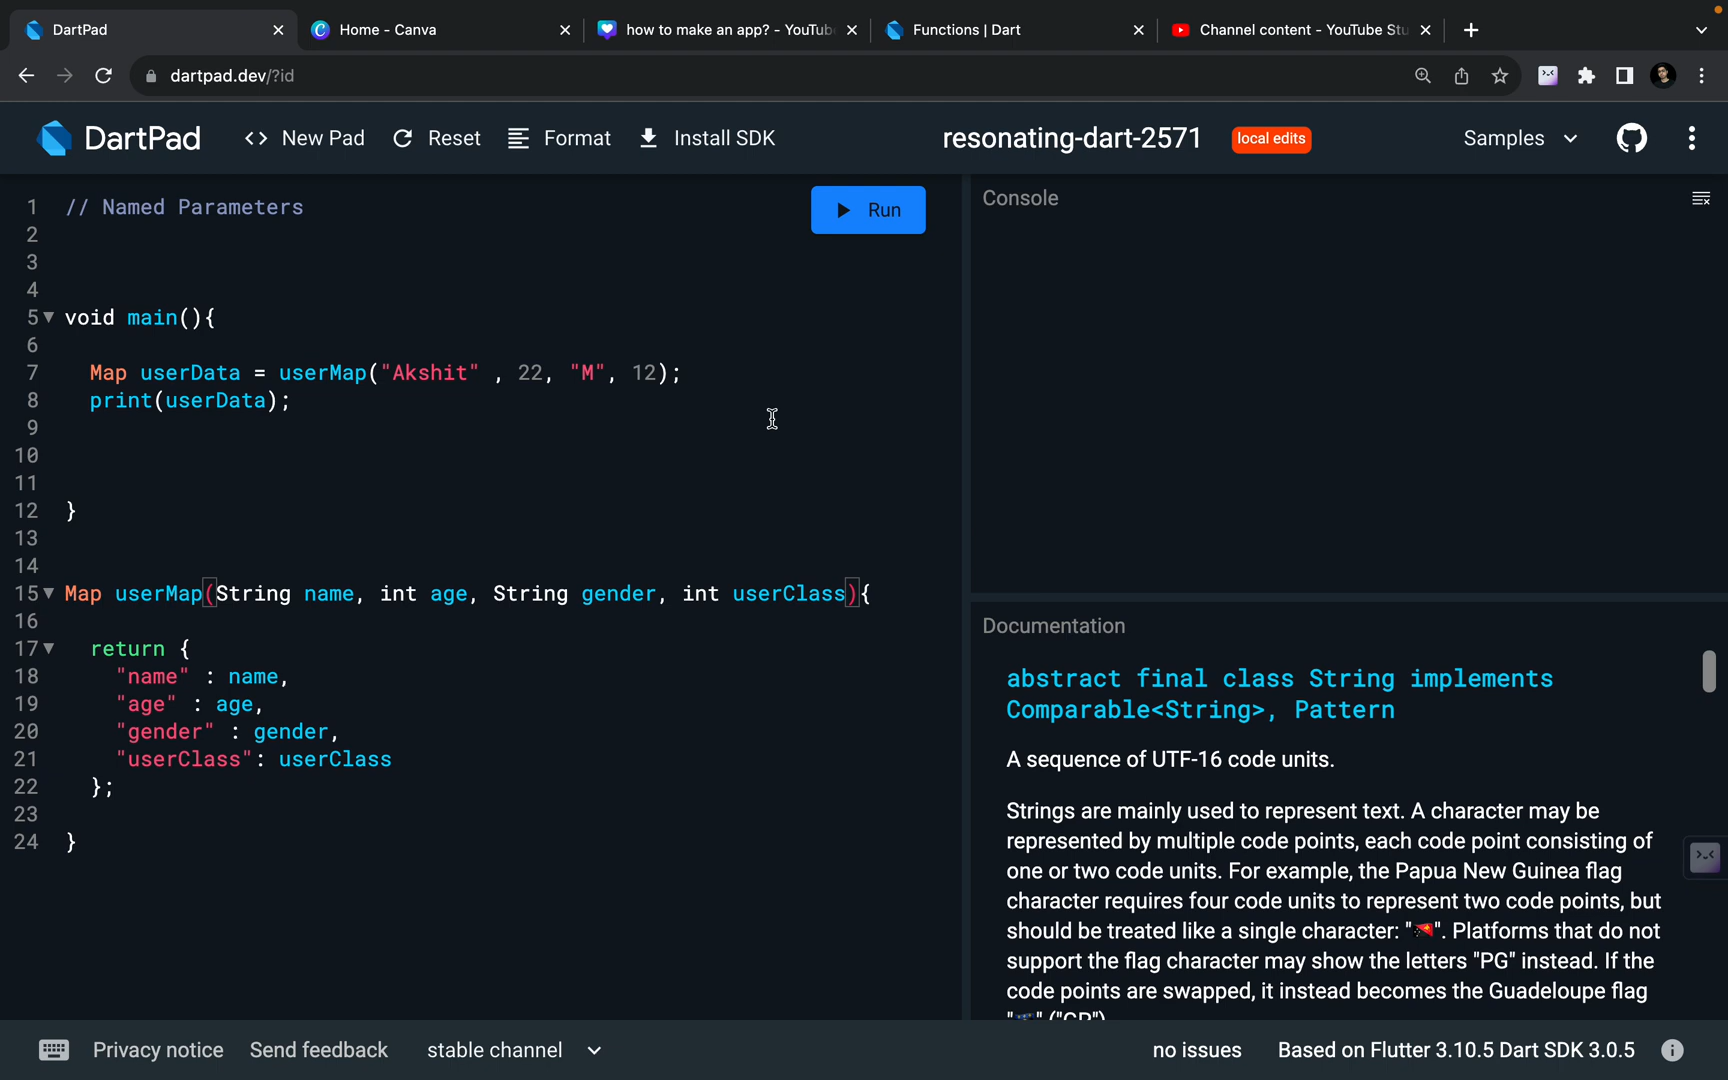 DartPad
Home - Canva
how to make an app? - YouTub
Functions | Dart
Channel content - YouTube Stu
dartpad.dev/?id
DartPad
<> New Pad
Reset
Format
Install SDK
resonating-dart-2571
local edits
Samples
1 // Named Parameters
2
3
4
5 void main(){
6
7 Map userData = userMap("Akshit" , 22, "M", 12);
8 print(userData);
9
10
11
12 }
13
14
15 Map userMap(String name, int age, String gender, int userClass){
16
17 return {
18 "name" : name,
19 "age" : age,
20 "gender" : gender,
21 "userClass": userClass
22 };
23
24 }
Run
Console
Documentation
abstract final class String implements
Comparable<String>, Pattern
A sequence of UTF-16 code units.
Strings are mainly used to represent text. A character may be
represented by multiple code points, each code point consisting of
one or two code units. For example, the Papua New Guinea flag
character requires four code units to represent two code points, but
should be treated like a single character: "🇵🇬". Platforms that do not
support the flag character may show the letters "PG" instead. If the
code points are swapped, it instead becomes the Guadeloupe flag
"🇬🇵" ("GP").
Privacy notice
Send feedback
stable channel
no issues
Based on Flutter 3.10.5 Dart SDK 3.0.5